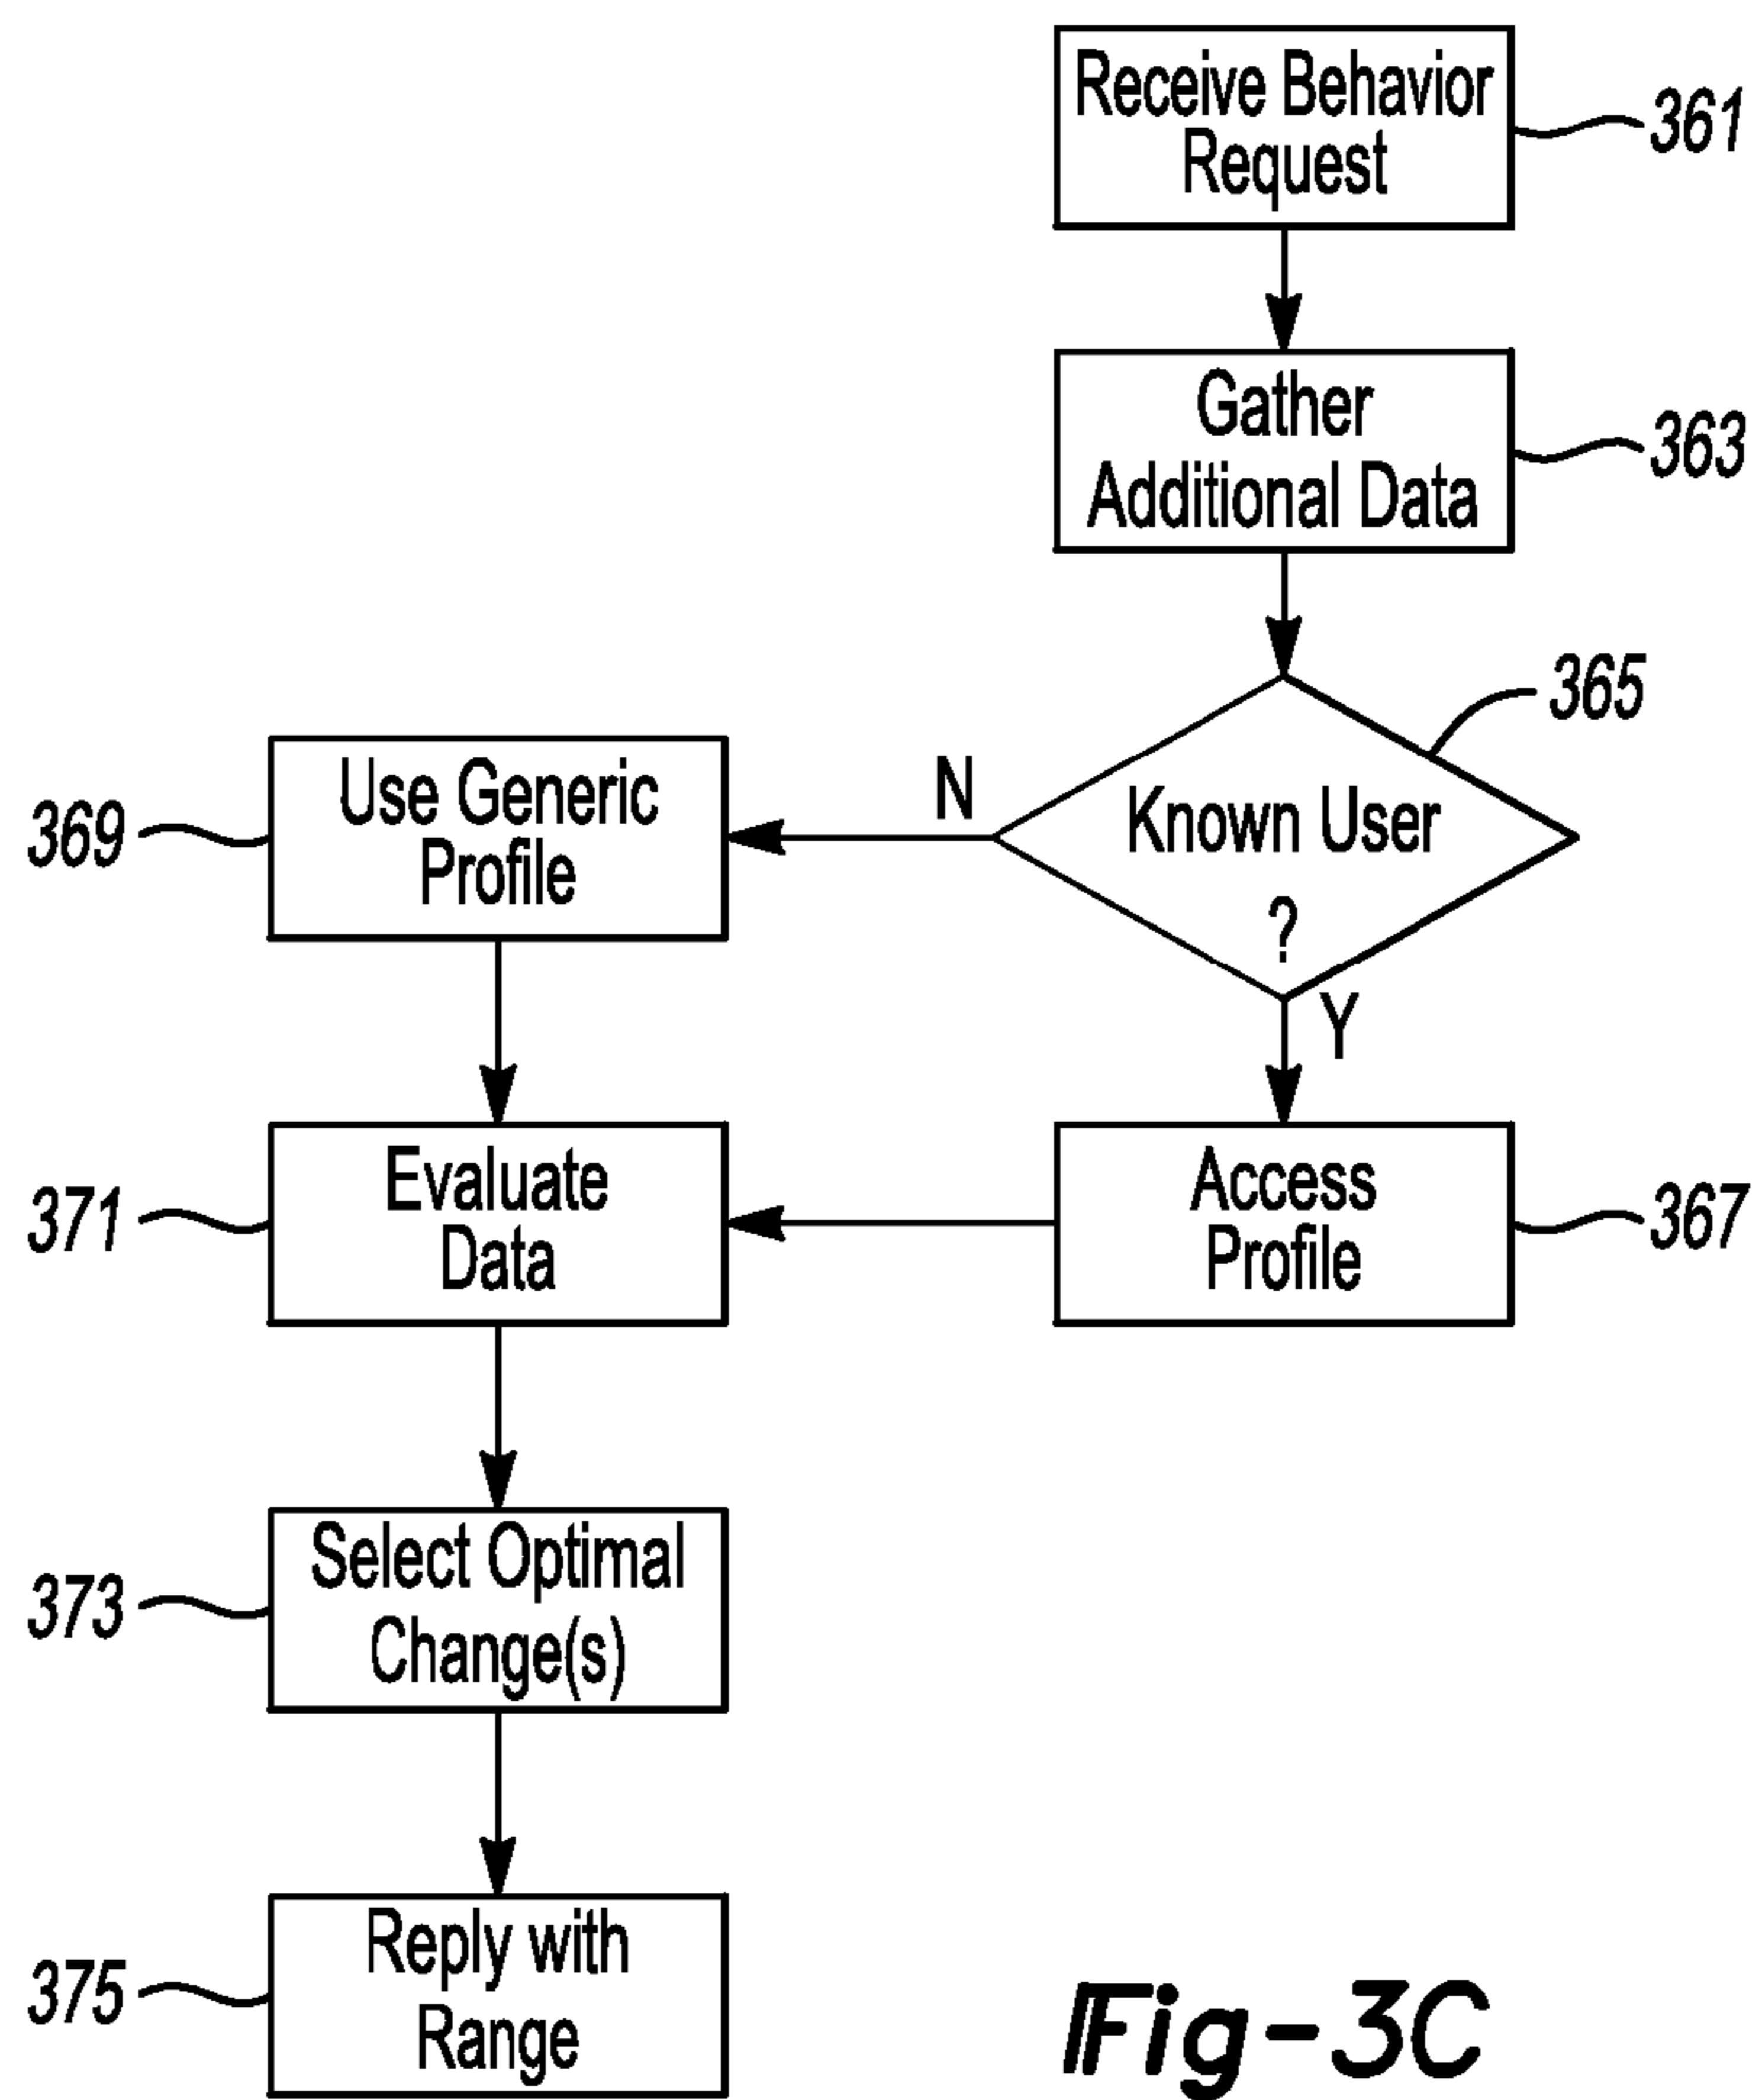 Receive Behavior
Request
361
Gather
Additional Data
363
365
Known User
?
N
Y
Use Generic
Profile
369
Access
Profile
367
Evaluate
Data
371
Select Optimal
Change(s)
373
Reply with
Range
375
Fig-3C